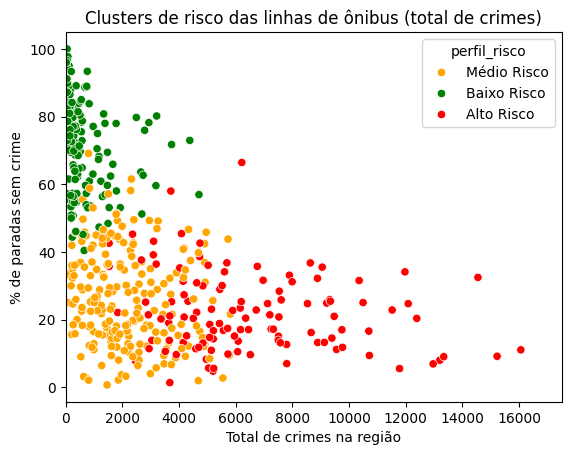 Clusters de risco das linhas de ônibus (total de crimes)
perfil_risco
Médio Risco
Baixo Risco
Alto Risco
% de paradas sem crime
100
80
60
40
20
0
0 2000 4000 6000 8000 10000 12000 14000 16000
Total de crimes na região